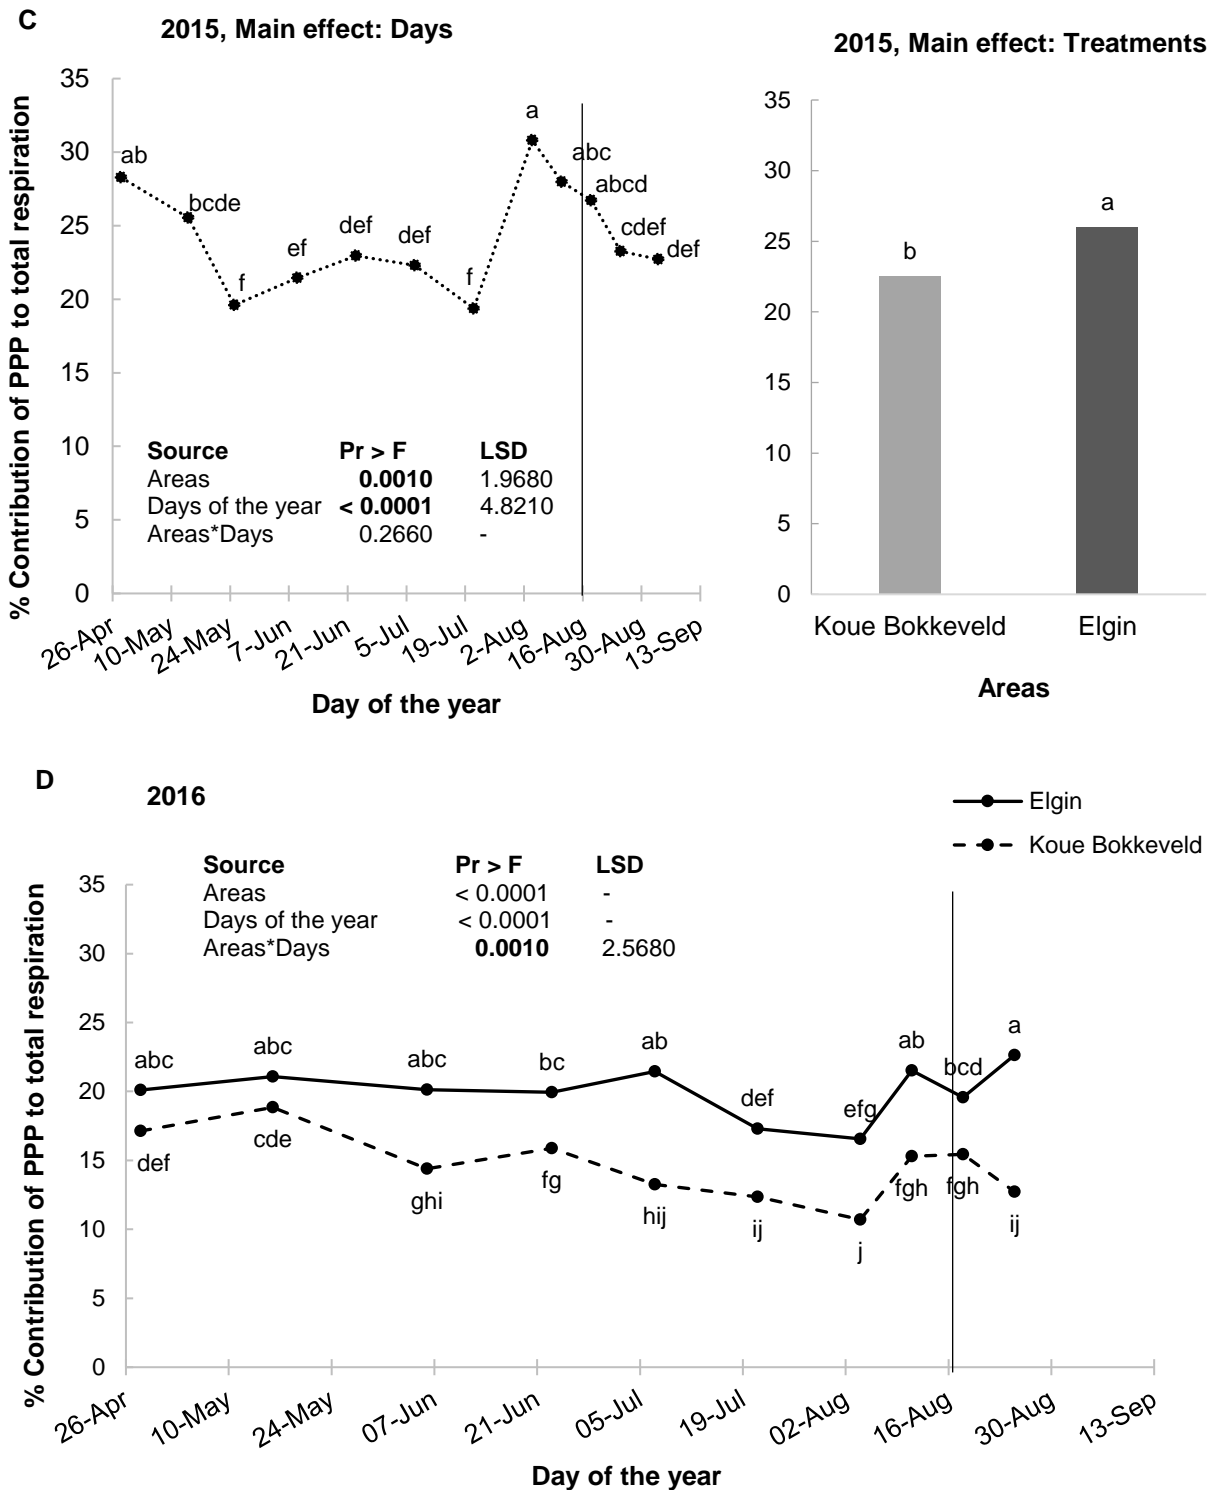 C
2015, Main effect: Days
% Contribution of PPP to total respiration
35
30
25
20
15
10
5
0
ab
bcde
f
ef
def
def
f
a
abc
abcd
cdef
def
Source Pr > F LSD
Areas 0.0010 1.9680
Days of the year < 0.0001 4.8210
Areas*Days 0.2660 -
26-Apr
10-May
24-May
7-Jun
21-Jun
5-Jul
19-Jul
2-Aug
16-Aug
30-Aug
13-Sep
Day of the year
2015, Main effect: Treatments
35
30
25
20
15
10
5
0
b
a
Koue Bokkeveld Elgin
Areas
D
2016
Elgin
Koue Bokkeveld
Source Pr > F LSD
Areas < 0.0001 -
Days of the year < 0.0001 -
Areas*Days 0.0010 2.5680
% Contribution of PPP to total respiration
35
30
25
20
15
10
5
0
abc
abc
abc
bc
ab
def
efg
ab
bcd
a
def
cde
ghi
fg
hij
ij
j
fgh
fgh
ij
26-Apr
10-May
24-May
07-Jun
21-Jun
05-Jul
19-Jul
02-Aug
16-Aug
30-Aug
13-Sep
Day of the year